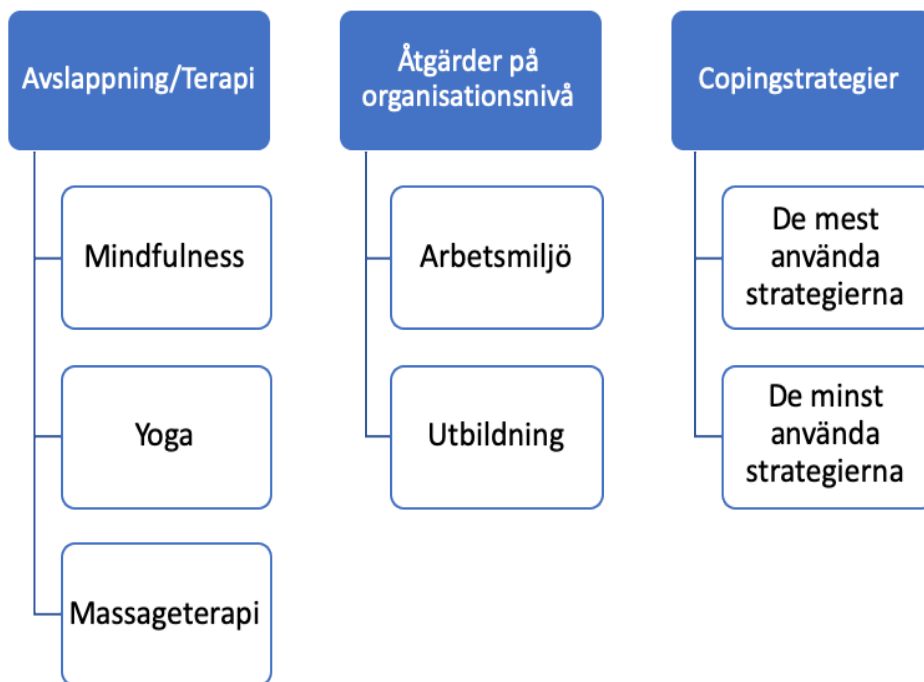 Avslappning/Terapi
Mindfulness
Yoga
Massageterapi
Åtgärder på
organisationsnivå
Arbetsmiljö
Utbildning
Copingstrategier
De mest
använda
strategierna
De minst
använda
strategierna